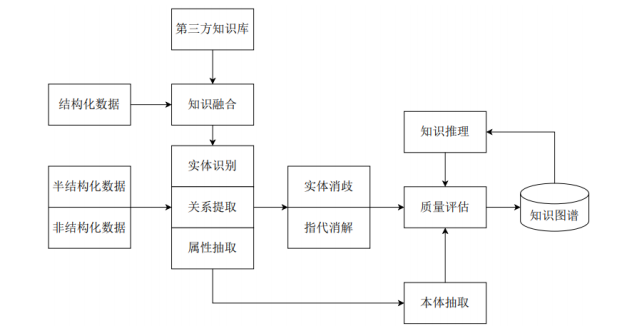 第三方知识库
结构化数据
知识融合
知识推理
实体识别
半结构化数据
实体消歧
关系提取
质量评估
知识图谱
非结构化数据
指代消解
属性抽取
本体抽取